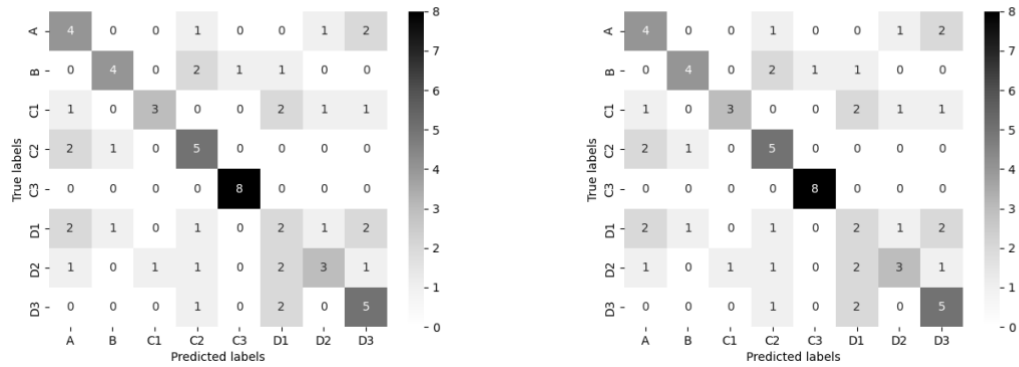 True labels
A 4 0 0 1 0 0 1 2
B 0 4 0 2 1 1 0 0
C1 1 0 3 0 0 2 1 1
C2 2 1 0 5 0 0 0 0
C3 0 0 0 0 8 0 0 0
D1 2 1 0 1 0 2 1 2
D2 1 0 1 1 0 2 3 1
D3 0 0 0 1 0 2 0 5
A B C1 C2 C3 D1 D2 D3
Predicted labels
8
7
6
5
4
3
2
1
0
True labels
A 4 0 0 1 0 0 1 2
B 0 4 0 2 1 1 0 0
C1 1 0 3 0 0 2 1 1
C2 2 1 0 5 0 0 0 0
C3 0 0 0 0 8 0 0 0
D1 2 1 0 1 0 2 1 2
D2 1 0 1 1 0 2 3 1
D3 0 0 0 1 0 2 0 5
A B C1 C2 C3 D1 D2 D3
Predicted labels
8
7
6
5
4
3
2
1
0